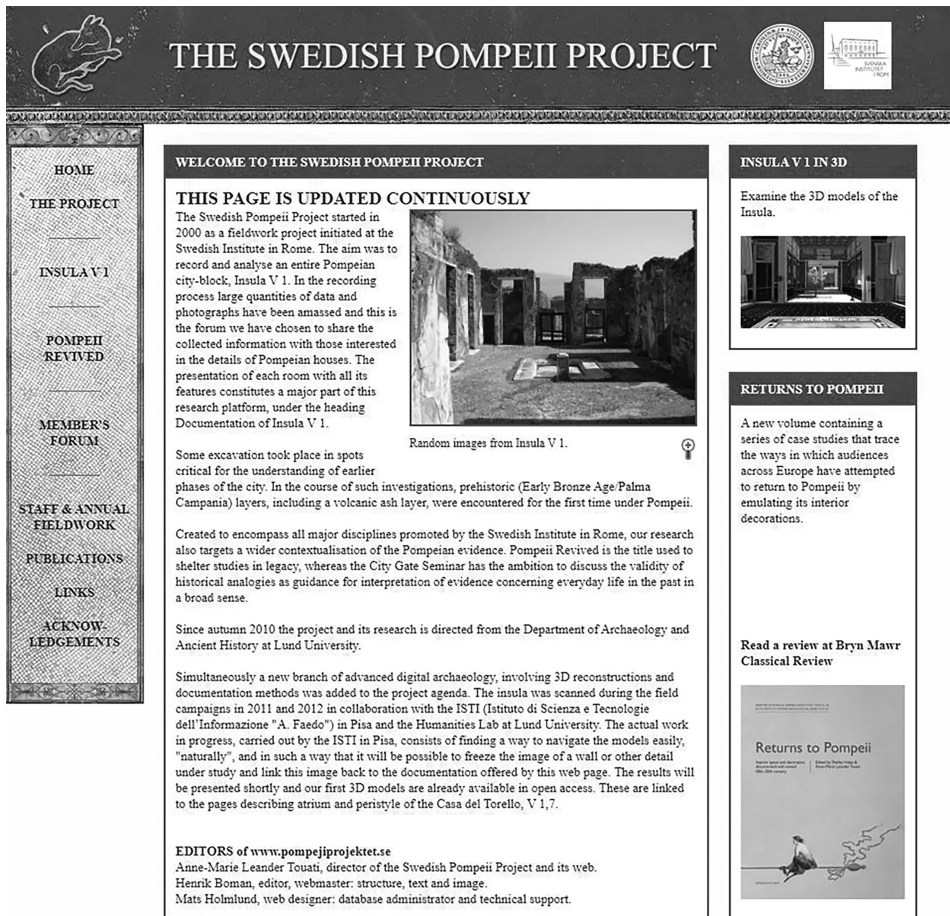 THE SWEDISH POMPEII PROJECT
SVENSKA
INSTITUTET
I ROM
HOME
THE PROJECT
INSULA V 1
POMPEII
REVIVED
MEMBER'S
FORUM
STAFF & ANNUAL
FIELDWORK
PUBLICATIONS
LINKS
ACKNOW-
LEDGEMENTS
WELCOME TO THE SWEDISH POMPEII PROJECT
THIS PAGE IS UPDATED CONTINUOUSLY
The Swedish Pompeii Project started in
2000 as a fieldwork project initiated at the
Swedish Institute in Rome. The aim was to
record and analyse an entire Pompeian
city-block, Insula V 1. In the recording
process large quantities of data and
photographs have been amassed and this is
the forum we have chosen to share the
collected information with those interested
in the details of Pompeian houses. The
presentation of each room with all its
features constitutes a major part of this
research platform, under the heading
Documentation of Insula V 1.
Random images from Insula V 1.
Some excavation took place in spots
critical for the understanding of earlier
phases of the city. In the course of such investigations, prehistoric (Early Bronze Age/Palma
Campania) layers, including a volcanic ash layer, were encountered for the first time under Pompeii.
Created to encompass all major disciplines promoted by the Swedish Institute in Rome, our research
also targets a wider contextualisation of the Pompeian evidence. Pompeii Revived is the title used to
shelter studies in legacy, whereas the City Gate Seminar has the ambition to discuss the validity of
historical analogies as guidance for interpretation of evidence concerning everyday life in the past in
a broad sense.
Since autumn 2010 the project and its research is directed from the Department of Archaeology and
Ancient History at Lund University.
Simultaneously a new branch of advanced digital archaeology, involving 3D reconstructions and
documentation methods was added to the project agenda. The insula was scanned during the field
campaigns in 2011 and 2012 in collaboration with the ISTI (Istituto di Scienza e Tecnologie
dell'Informazione "A. Faedo") in Pisa and the Humanities Lab at Lund University. The actual work
in progress, carried out by the ISTI in Pisa, consists of finding a way to navigate the models easily,
"naturally", and in such a way that it will be possible to freeze the image of a wall or other detail
under study and link this image back to the documentation offered by this web page. The results will
be presented shortly and our first 3D models are already available in open access. These are linked
to the pages describing atrium and peristyle of the Casa del Torello, V 1,7.
EDITORS of www.pompejiprojektet.se
Anne-Marie Leander Touati, director of the Swedish Pompeii Project and its web.
Henrik Boman, editor, webmaster: structure, text and image.
Mats Holmlund, web designer: database administrator and technical support.
INSULA V 1 IN 3D
Examine the 3D models of the
Insula.
RETURNS TO POMPEII
A new volume containing a
series of case studies that trace
the ways in which audiences
across Europe have attempted
to return to Pompeii by
emulating its interior
decorations.
Read a review at Bryn Mawr
Classical Review
Returns to Pompeii